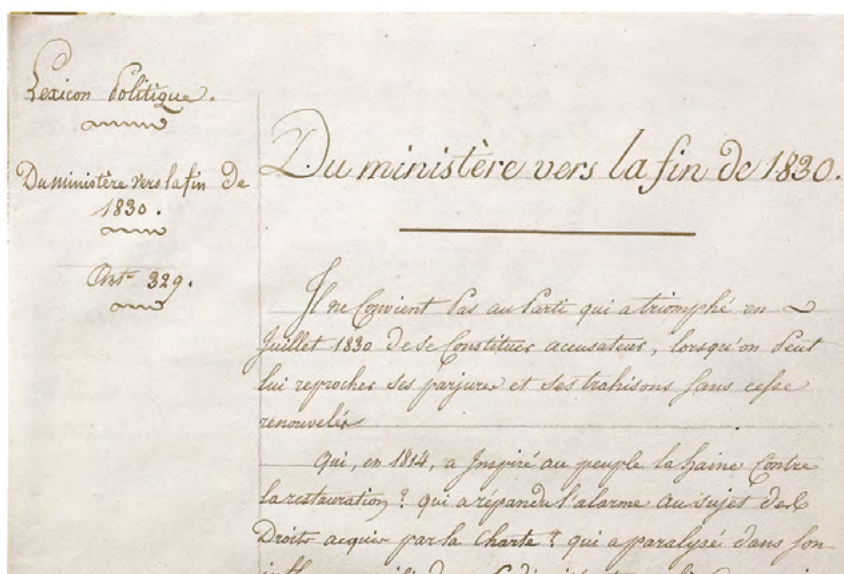 Lexicon Politique.
Du ministère vers la fin de
1830.
Art. 329.
Du ministère vers la fin de 1830.
Il ne Convient Pas au Parti qui a triomphé en
Juillet 1830 de se Constituer accusateur, lorsqu'on Peut
lui reprocher ses parjures et ses trahisons sans cesse
renouvelés
Qui, en 1814, a Inspiré au peuple la haine Contre
la restauration? qui a répandu l'alarme au sujet des
Droits acquis par la Charte? qui a paralysé dans son